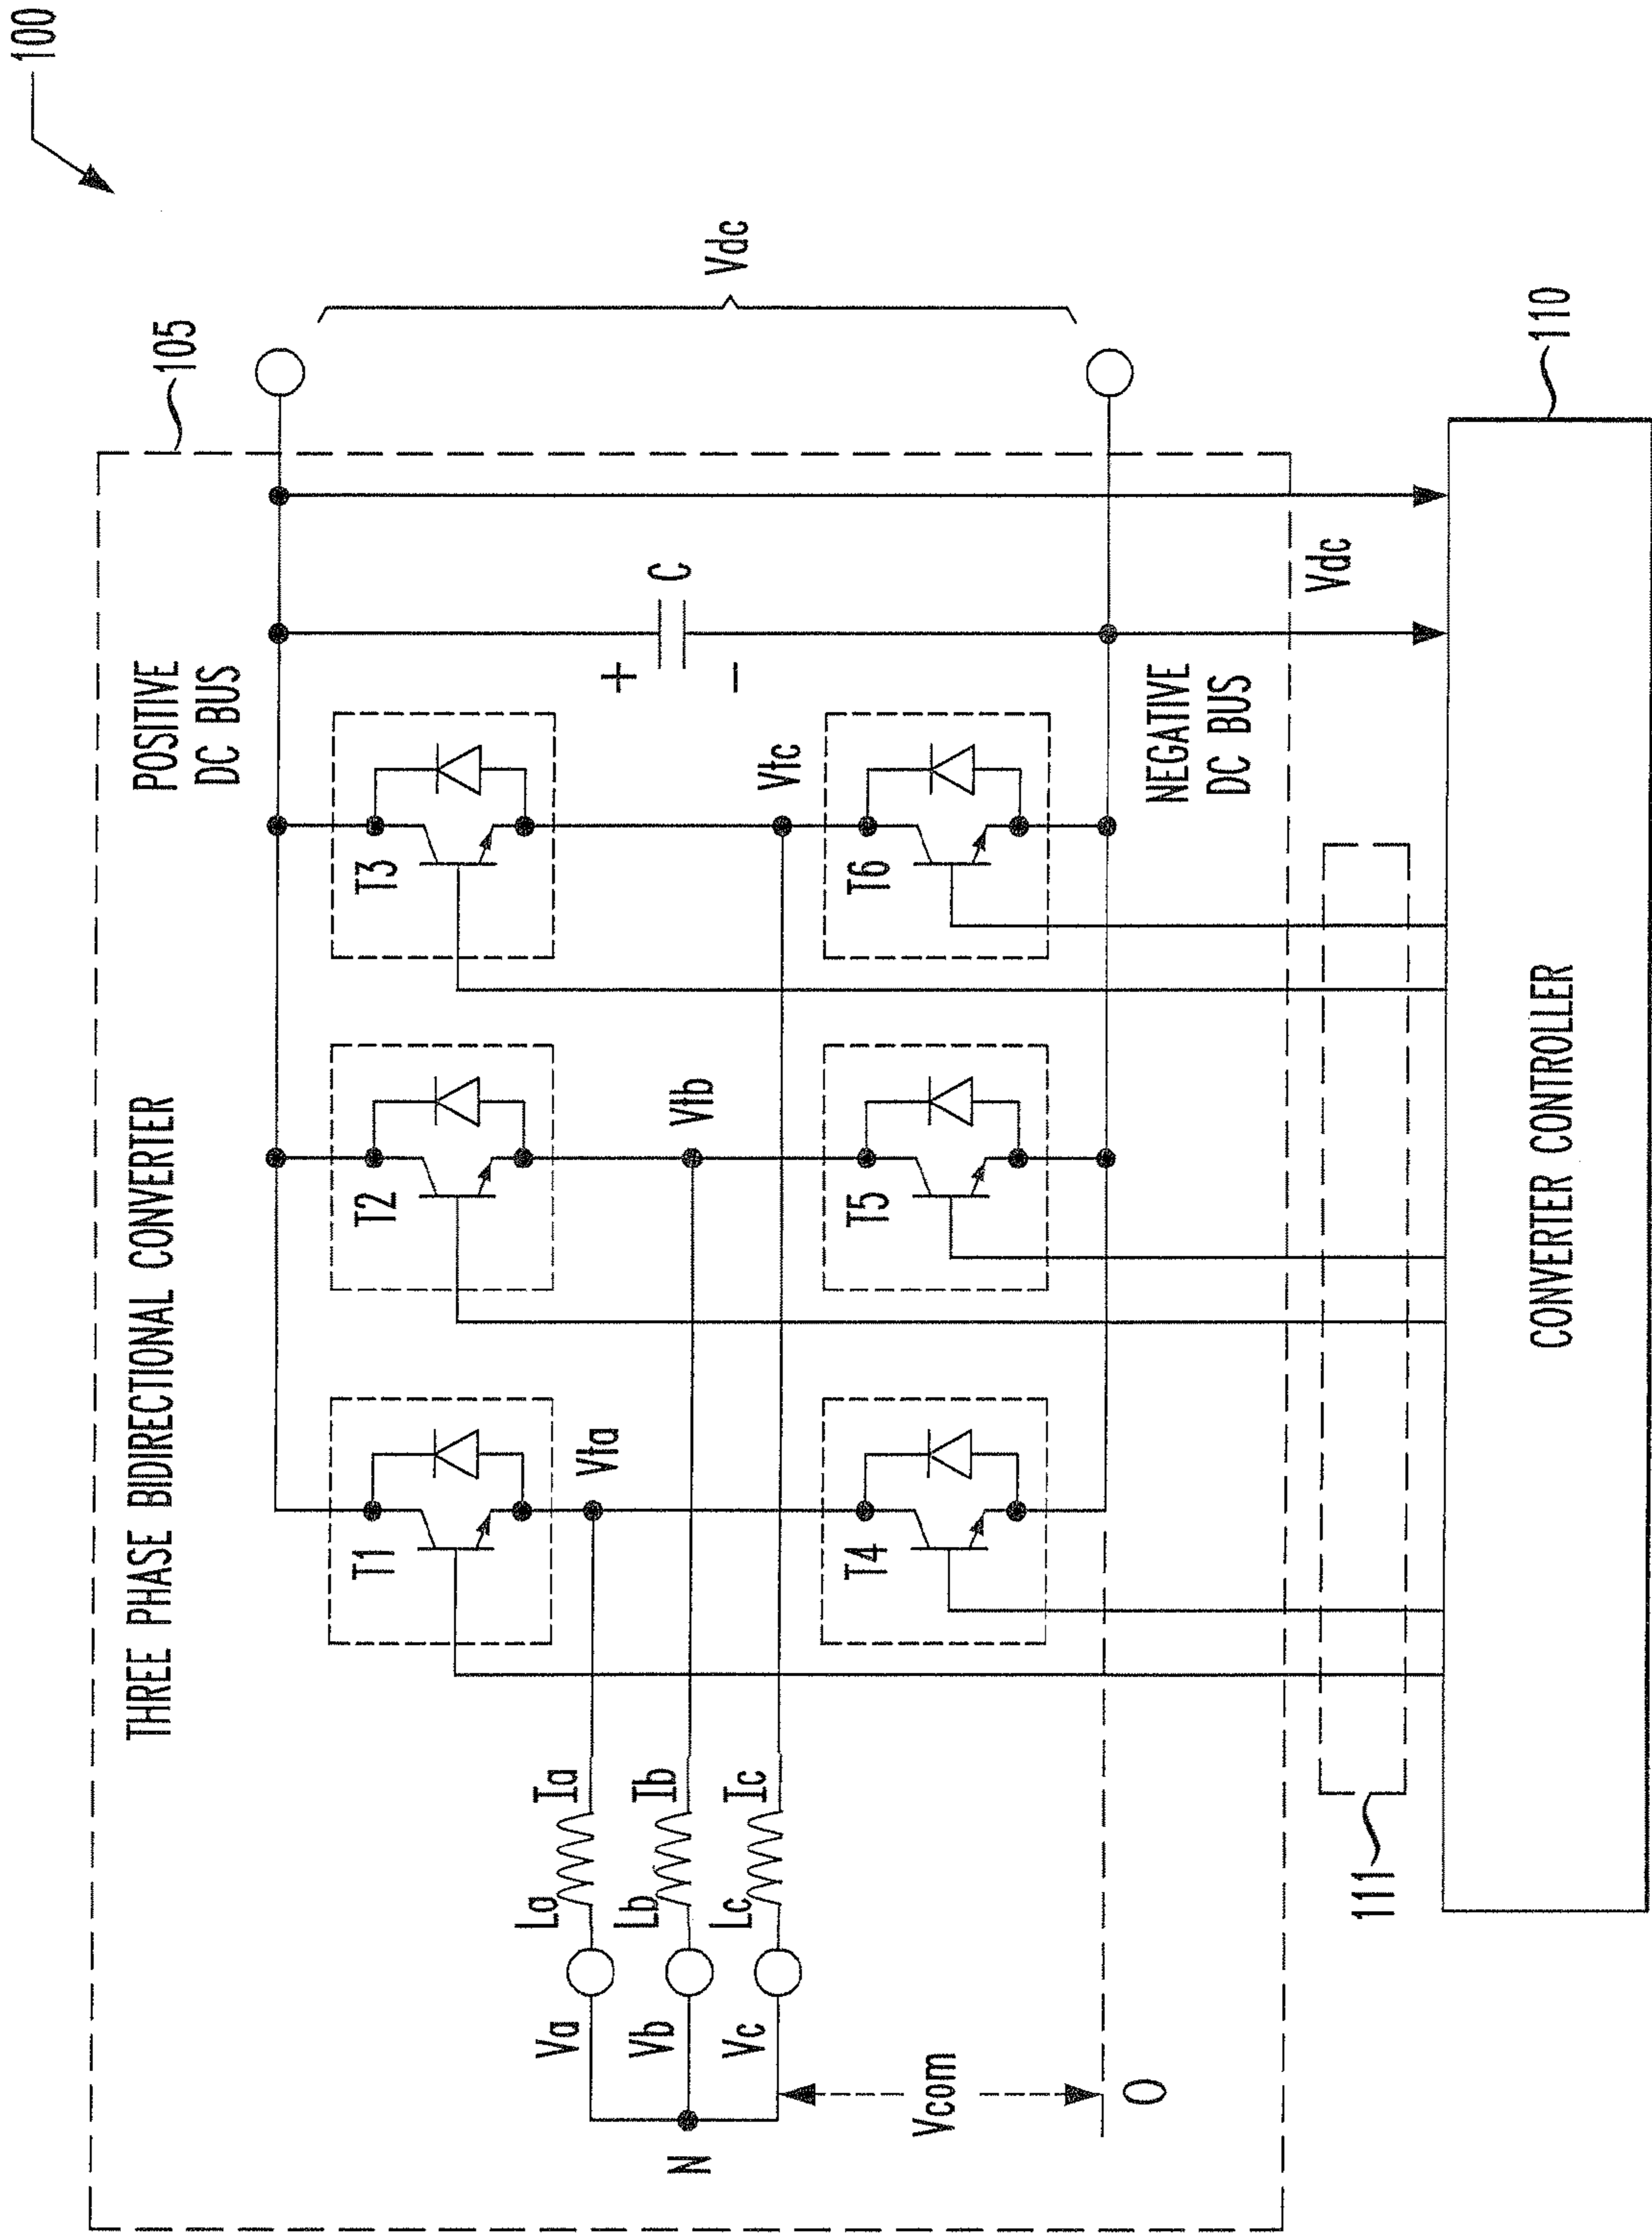 100
THREE PHASE BIDIRECTIONAL CONVERTER
POSITIVE
DC BUS
105
T1
T2
T3
Vta
Vtb
Vtc
+
C
−
Vdc
Va
La
Ia
Vb
Lb
Ib
Vc
Lc
Ic
N
T4
T5
T6
Vcom
0
NEGATIVE
DC BUS
Vdc
111
CONVERTER CONTROLLER
110